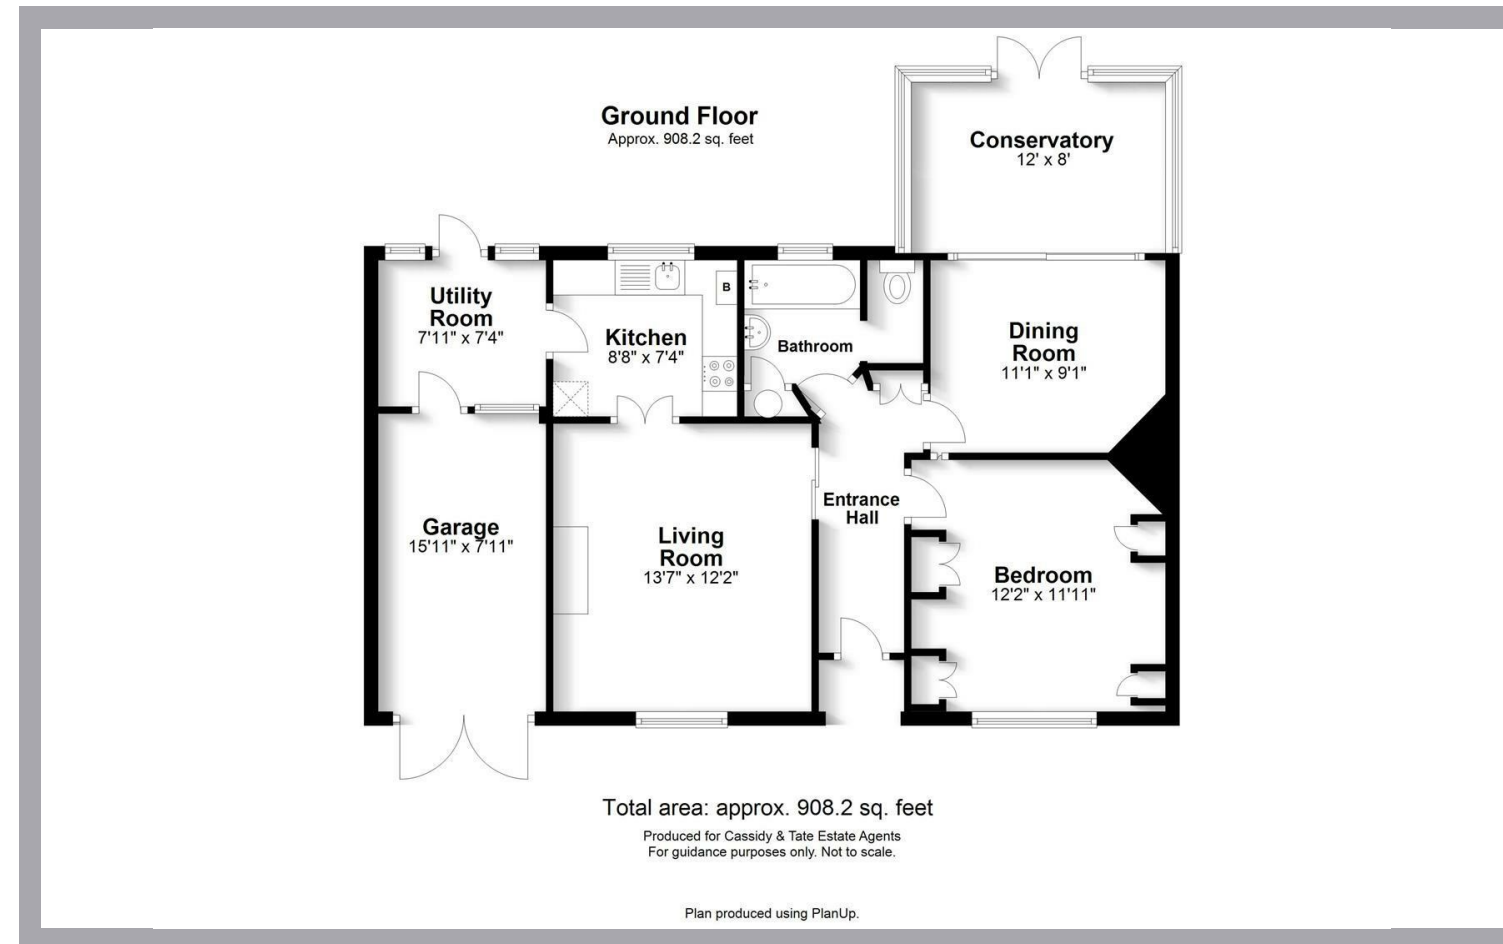 Ground Floor
Approx. 908.2 sq. feet
Conservatory
12' x 8'
Utility
Room
7'11" x 7'4"
Kitchen
8'8" x 7'4"
B
Bathroom
Dining
Room
11'1" x 9'1"
Garage
15'11" x 7'11"
Living
Room
13'7" x 12'2"
Entrance
Hall
Bedroom
12'2" x 11'11"
Total area: approx. 908.2 sq. feet
Produced for Cassidy & Tate Estate Agents
For guidance purposes only. Not to scale.
Plan produced using PlanUp.